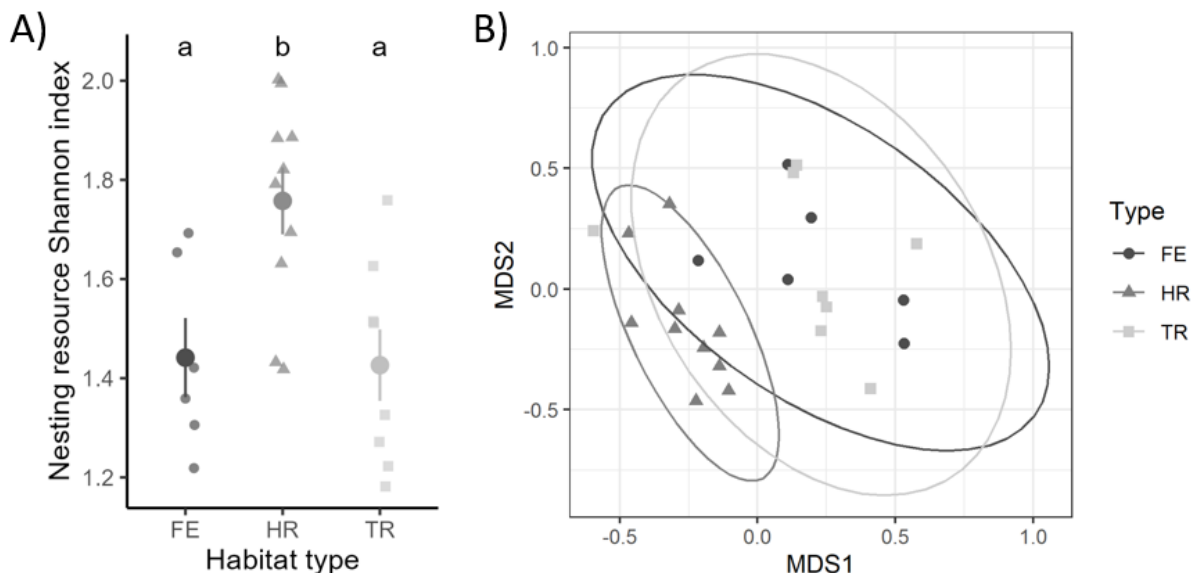 A)
Nesting resource Shannon index
a b a
2.0
1.8
1.6
1.4
1.2
FE HR TR
Habitat type
B)
MDS2
1.0
0.5
0.0
-0.5
-0.5 0.0 0.5 1.0
MDS1
Type
FE
HR
TR